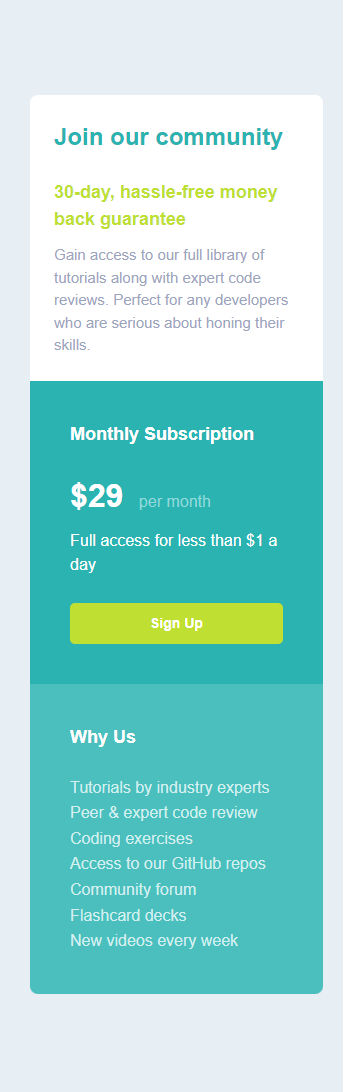 Join our community
30-day, hassle-free money
back guarantee
Gain access to our full library of
tutorials along with expert code
reviews. Perfect for any developers
who are serious about honing their
skills.
Monthly Subscription
$29 per month
Full access for less than $1 a
day
Sign Up
Why Us
Tutorials by industry experts
Peer & expert code review
Coding exercises
Access to our GitHub repos
Community forum
Flashcard decks
New videos every week